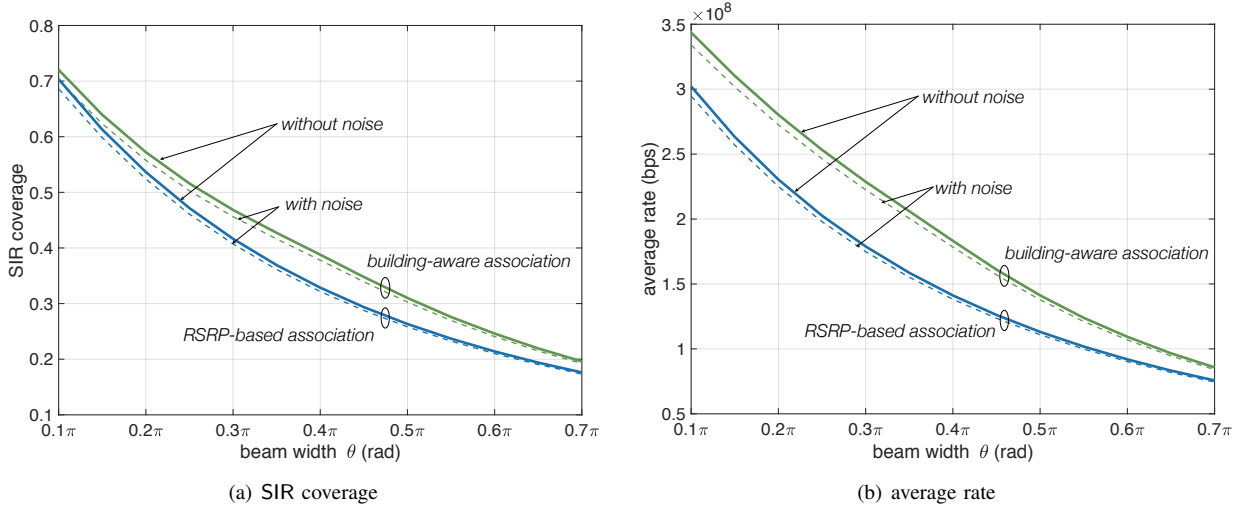 0.8
0.7
0.6
0.5
0.4
0.3
0.2
0.1
SIR coverage
without noise
with noise
building-aware association
RSRP-based association
0.1π 0.2π 0.3π 0.4π 0.5π 0.6π 0.7π
beam width θ (rad)
(a) SIR coverage
×10⁸
3.5
3
2.5
2
1.5
1
0.5
average rate (bps)
without noise
with noise
building-aware association
RSRP-based association
0.1π 0.2π 0.3π 0.4π 0.5π 0.6π 0.7π
beam width θ (rad)
(b) average rate